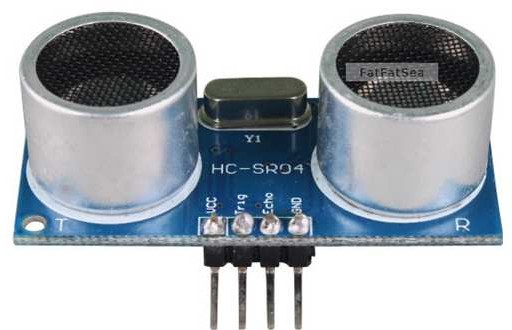 FatFatSea
Y1
HC-SR04
VCC
Trig
Echo
GND
T
R